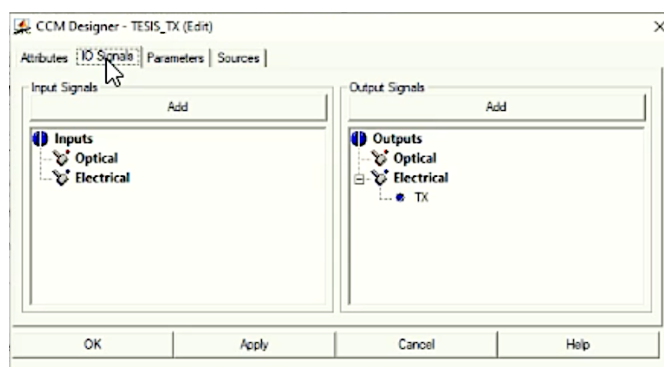 CCM Designer - TESIS_TX (Edit)
Attributes IO Signals Parameters Sources
Input Signals
Add
Inputs
Optical
Electrical
Output Signals
Add
Outputs
Optical
Electrical
TX
OK Apply Cancel Help